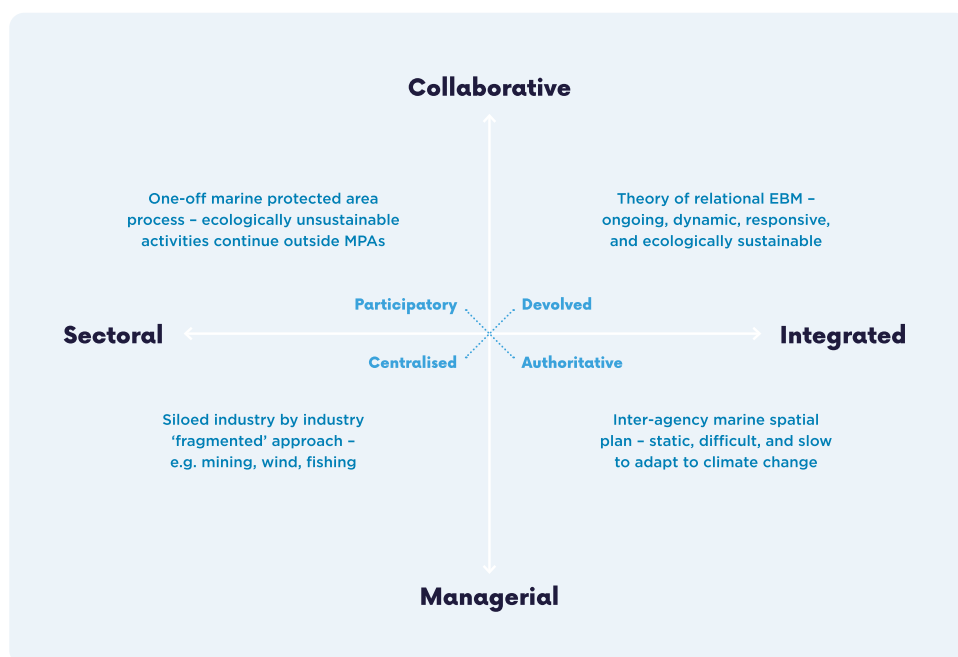 Collaborative
One-off marine protected area
process – ecologically unsustainable
activities continue outside MPAs
Theory of relational EBM –
ongoing, dynamic, responsive,
and ecologically sustainable
Participatory
Devolved
Sectoral
Integrated
Centralised
Authoritative
Siloed industry by industry
‘fragmented’ approach –
e.g. mining, wind, fishing
Inter-agency marine spatial
plan – static, difficult, and slow
to adapt to climate change
Managerial